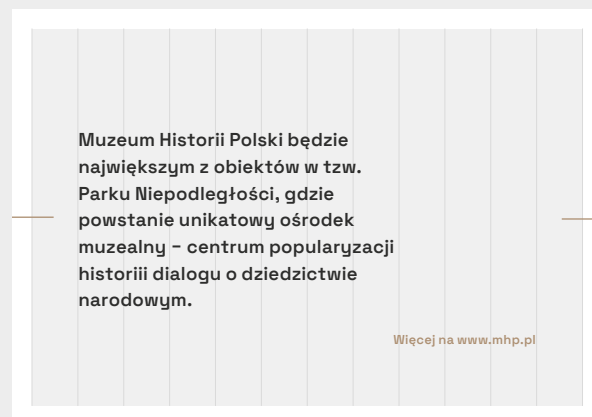 Muzeum Historii Polski będzie
największym z obiektów w tzw.
Parku Niepodległości, gdzie
powstanie unikatowy ośrodek
muzealny – centrum popularyzacji
historiii dialogu o dziedzictwie
narodowym.
Więcej na www.mhp.pl